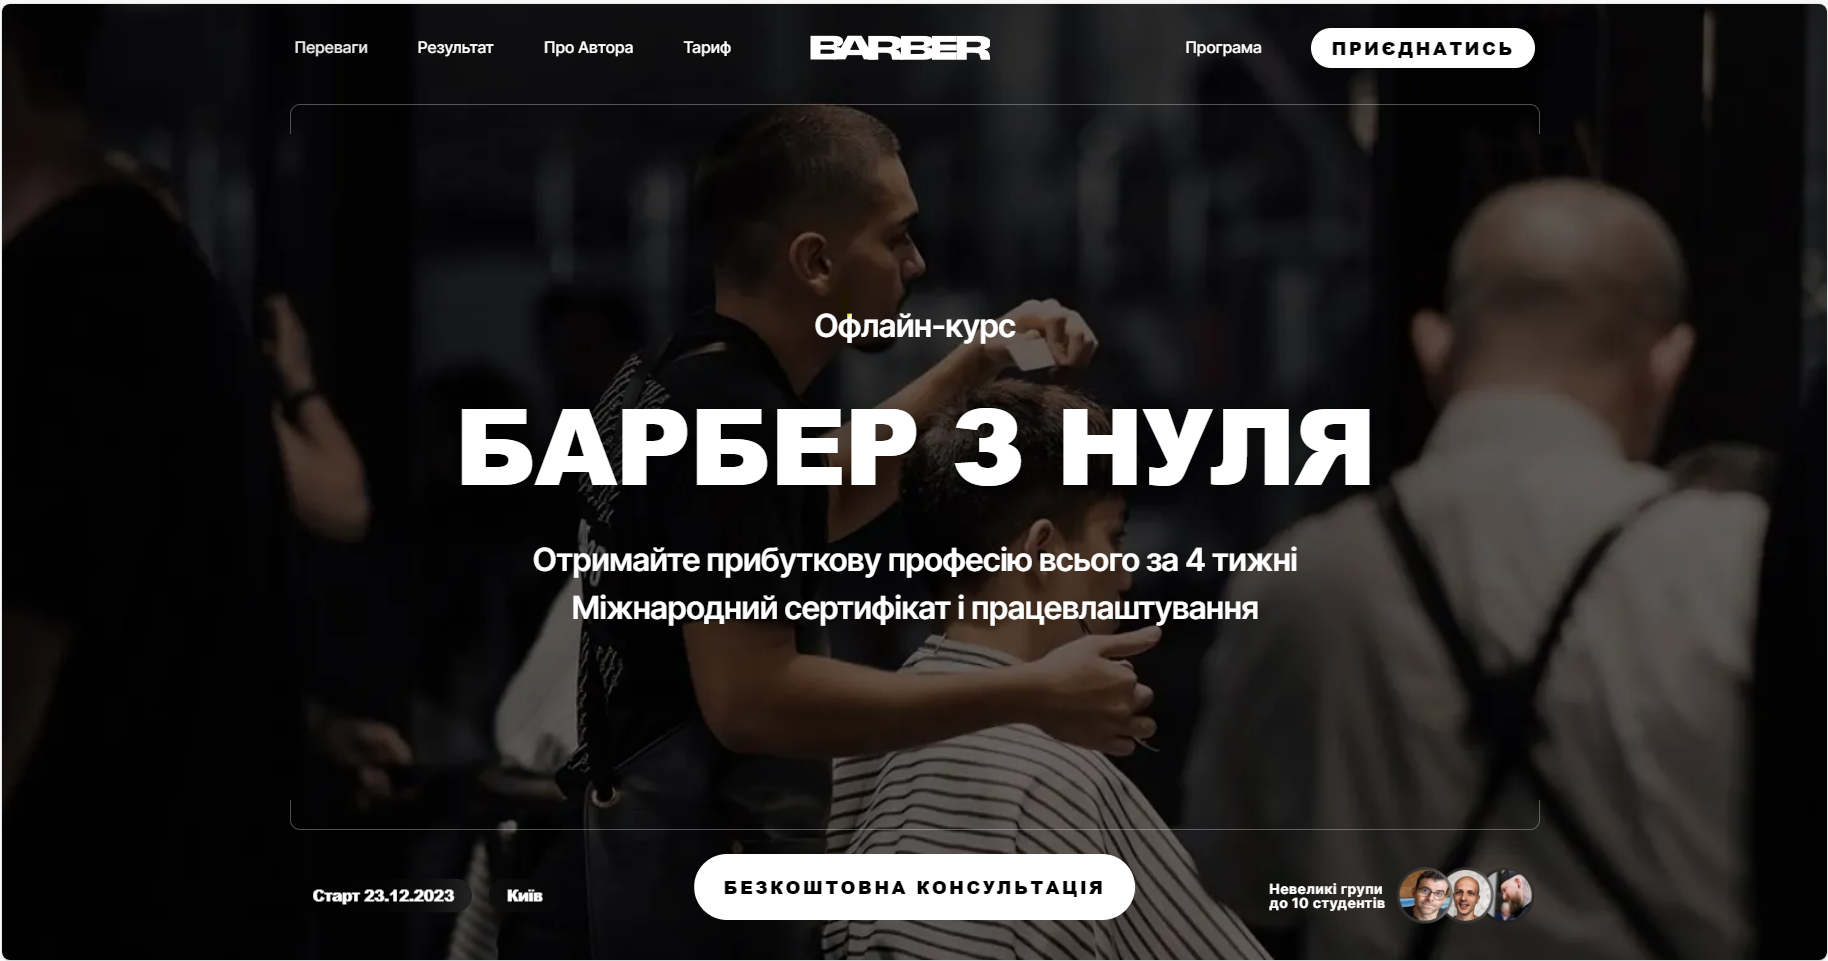 Переваги
Результат
Про Автора
Тариф
BARBER
Програма
ПРИЄДНАТИСЬ
Офлайн-курс
БАРБЕР З НУЛЯ
Отримайте прибуткову професію всього за 4 тижні
Міжнародний сертифікат і працевлаштування
Старт 23.12.2023
Київ
БЕЗКОШТОВНА КОНСУЛЬТАЦІЯ
Невеликі групи
до 10 студентів